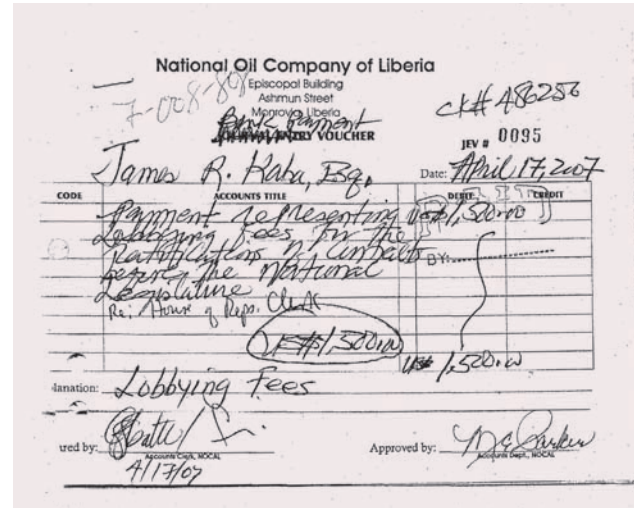 National Oil Company of Liberia
Episcopal Building
7-008-808
Ashmun Street
Monrovia, Liberia
ck# 486256
Bank Payment
JOURNAL ENTRY VOUCHER
JEV # 0095
James R. Kaba, Esq.
Date: April 17, 2007
CODE ACCOUNTS TITLE DEBIT CREDIT
Payment representing US$1,500.00
Lobbying Fees for the
Ratification of Contracts
BY:
before the National
Legislature
Re: House of Reps. Clerk
US$1,500.00
US$ 1,500.00
lanation: Lobbying Fees
ured by:
Approved by:
Accounts Clerk, NOCAL
Accounts Dept., NOCAL
4/17/07